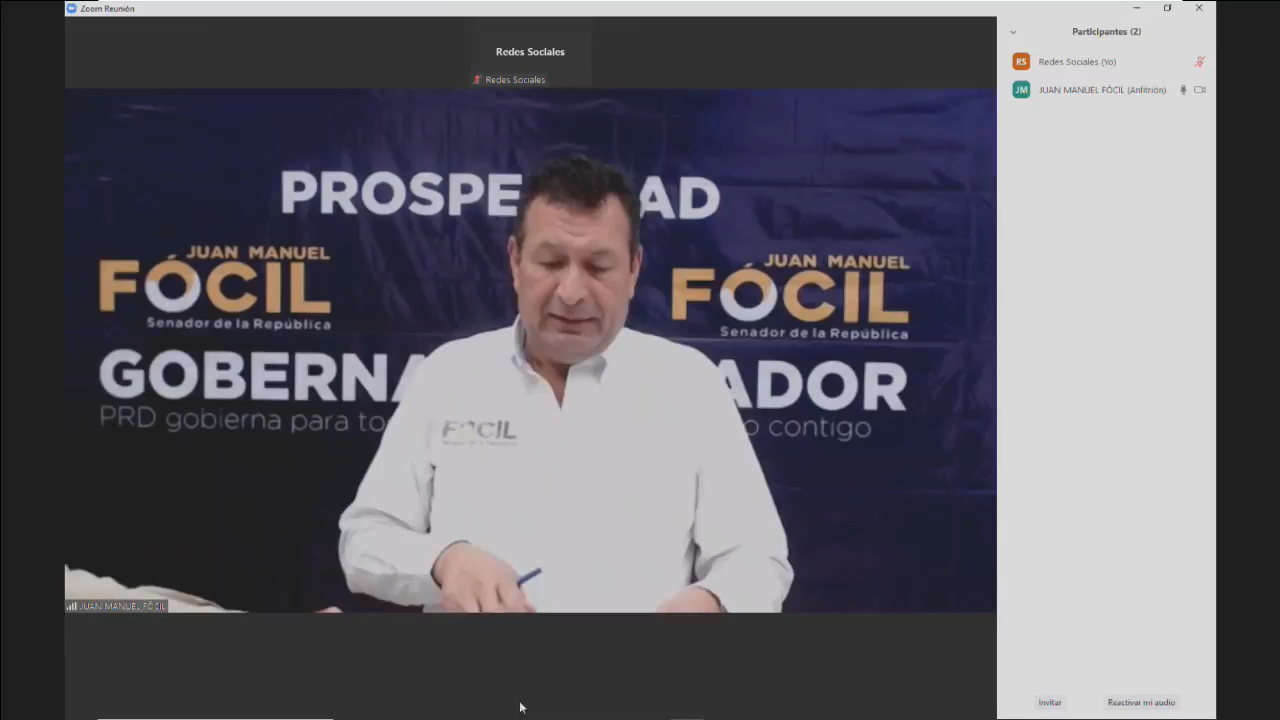 Zoom Reunión
Redes Sociales
Redes Sociales
Participantes (2)
RS Redes Sociales (Yo)
JM JUAN MANUEL FÓCIL (Anfitrión)
PROSPE AD
JUAN MANUEL
FÓCIL
Senador de la República
JUAN MANUEL
FÓCIL
Senador de la República
GOBERNA ADOR
PRD gobierna para to o contigo
FÓCIL
JUAN MANUEL FÓCIL
Invitar
Reactivar mi audio